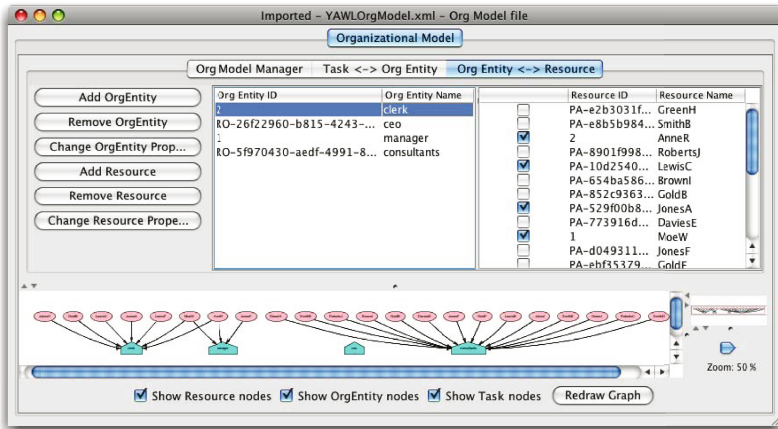 Imported - YAWLOrgModel.xml - Org Model file
Organizational Model
Org Model Manager Task <-> Org Entity Org Entity <-> Resource
Add OrgEntity
Remove OrgEntity
Change OrgEntity Prop...
Add Resource
Remove Resource
Change Resource Prope...
Org Entity ID Org Entity Name
2 clerk
RO-26f22960-b815-4243-... ceo
1 manager
RO-5f970430-aedf-4991-8... consultants
Resource ID Resource Name
PA-e2b3031f... GreenH
PA-e8b5b984... SmithB
2 AnneR
PA-8901f998... RobertsJ
PA-10d2540... LewisC
PA-654ba586... BrownI
PA-852c9363... GoldB
PA-529f00b8... JonesA
PA-773916d... DaviesE
1 MoeW
PA-d049311... JonesF
PA-ebf35379... GoldF
Zoom: 50 %
Show Resource nodes Show OrgEntity nodes Show Task nodes Redraw Graph